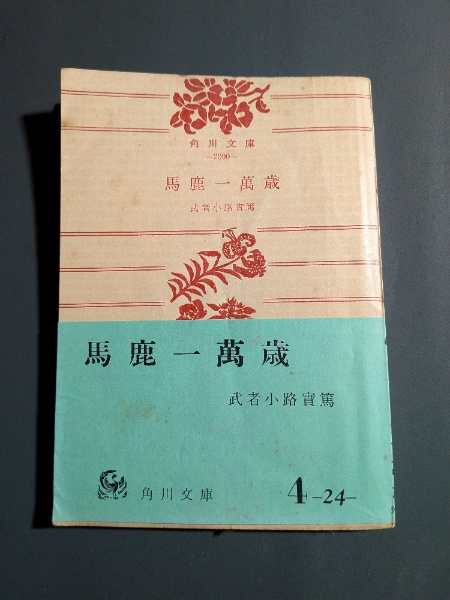 角川文庫
—2090—
馬鹿一萬歳
武者小路實篤
馬鹿一萬歳
武者小路實篤
角川文庫
4-24-